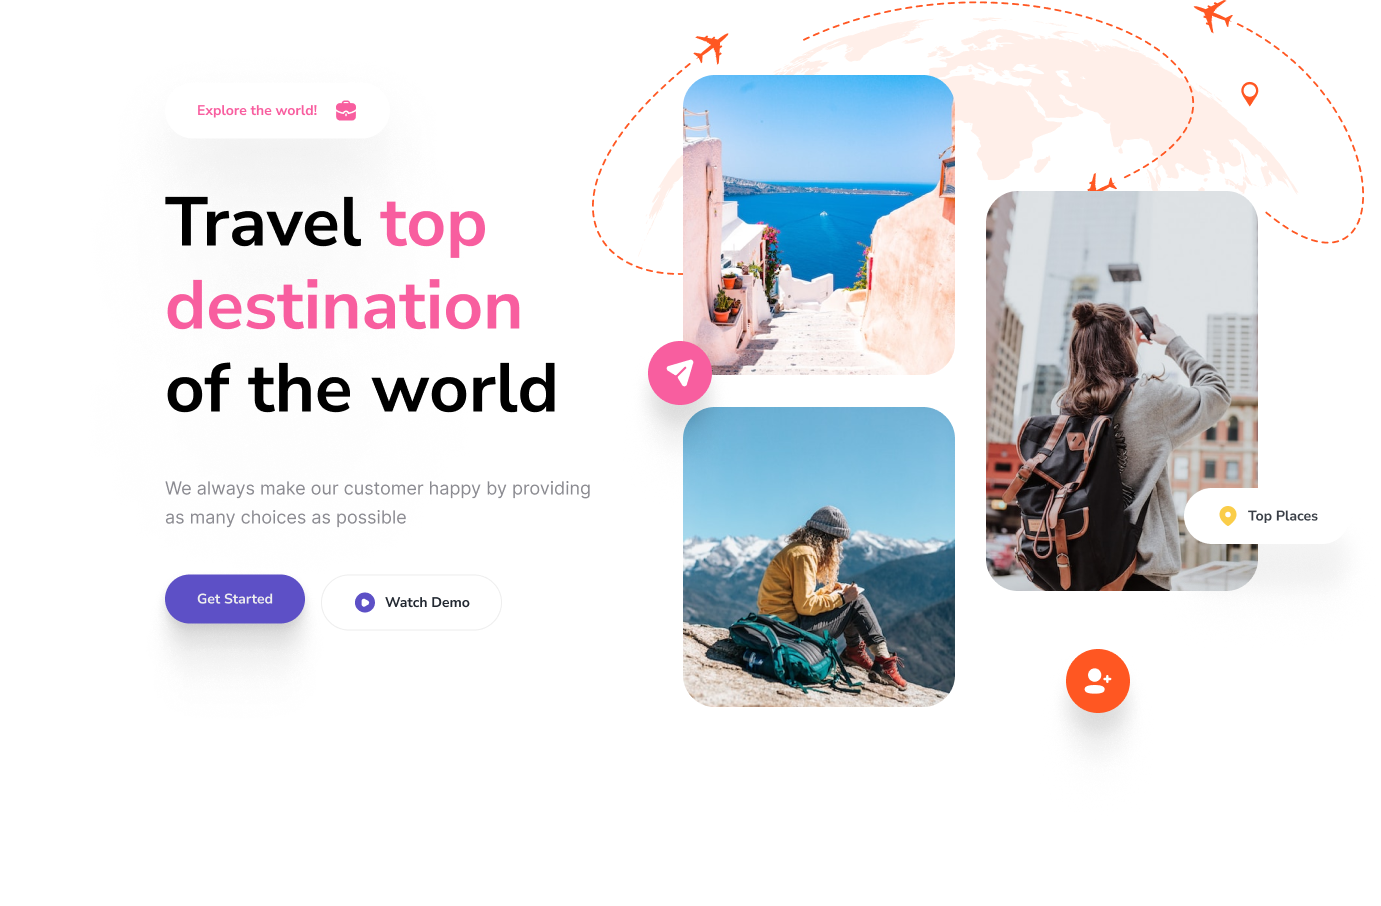 Explore the world!
Travel top
destination
of the world
We always make our customer happy by providing
as many choices as possible
Get Started
Watch Demo
Top Places